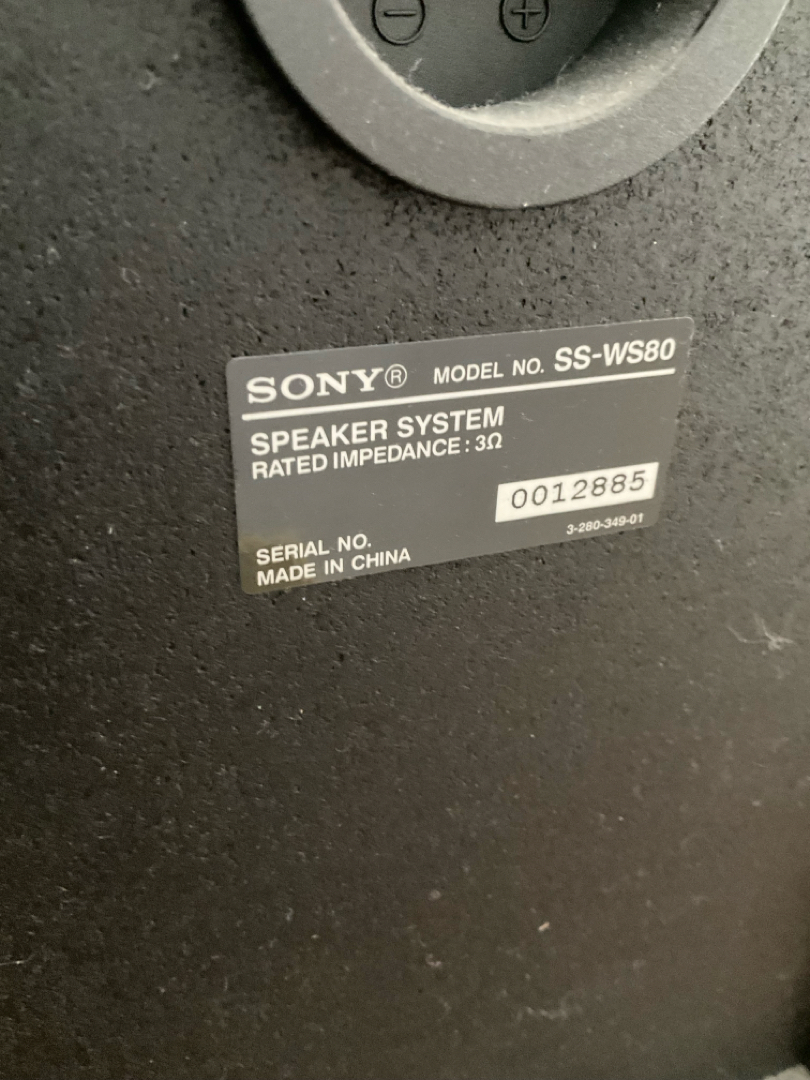 − +
SONY® MODEL NO. SS-WS80
SPEAKER SYSTEM
RATED IMPEDANCE : 3Ω
0012885
3-280-349-01
SERIAL NO.
MADE IN CHINA